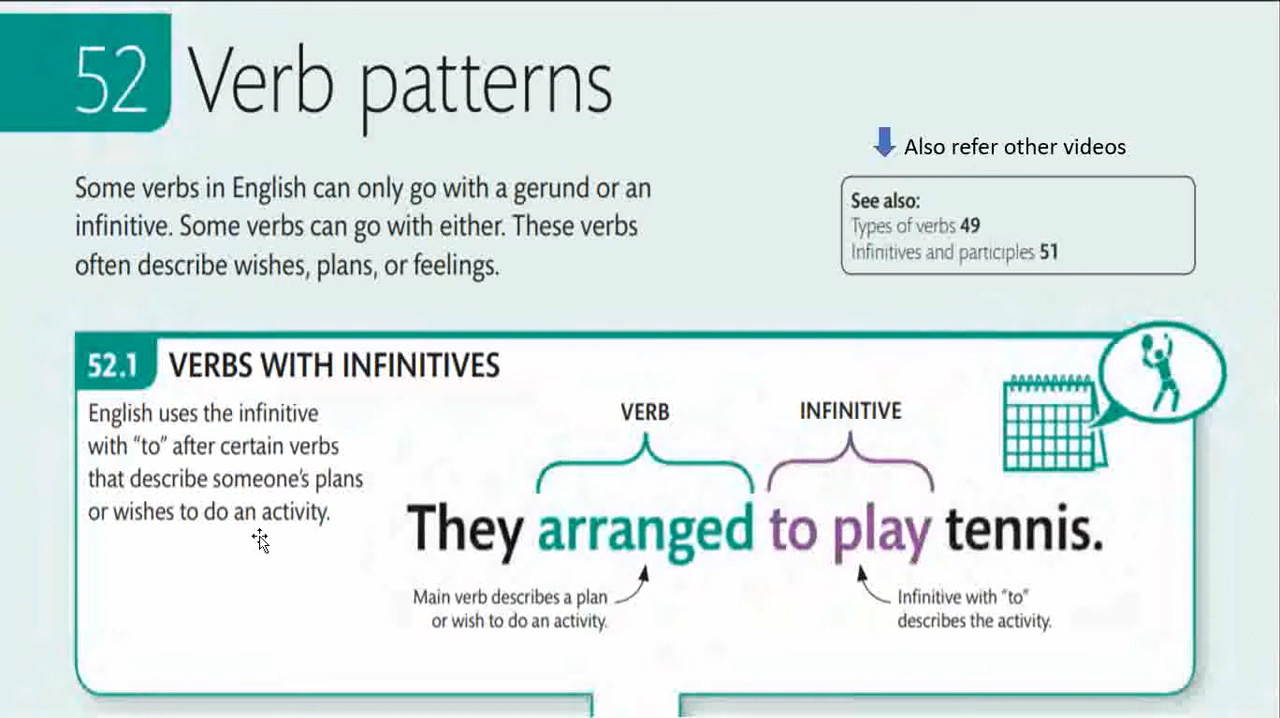 52 Verb patterns
Also refer other videos
Some verbs in English can only go with a gerund or an
infinitive. Some verbs can go with either. These verbs
often describe wishes, plans, or feelings.
See also:
Types of verbs 49
Infinitives and participles 51
52.1 VERBS WITH INFINITIVES
English uses the infinitive
with “to” after certain verbs
that describe someone’s plans
or wishes to do an activity.
VERB
INFINITIVE
They arranged to play tennis.
Main verb describes a plan
or wish to do an activity.
Infinitive with “to”
describes the activity.